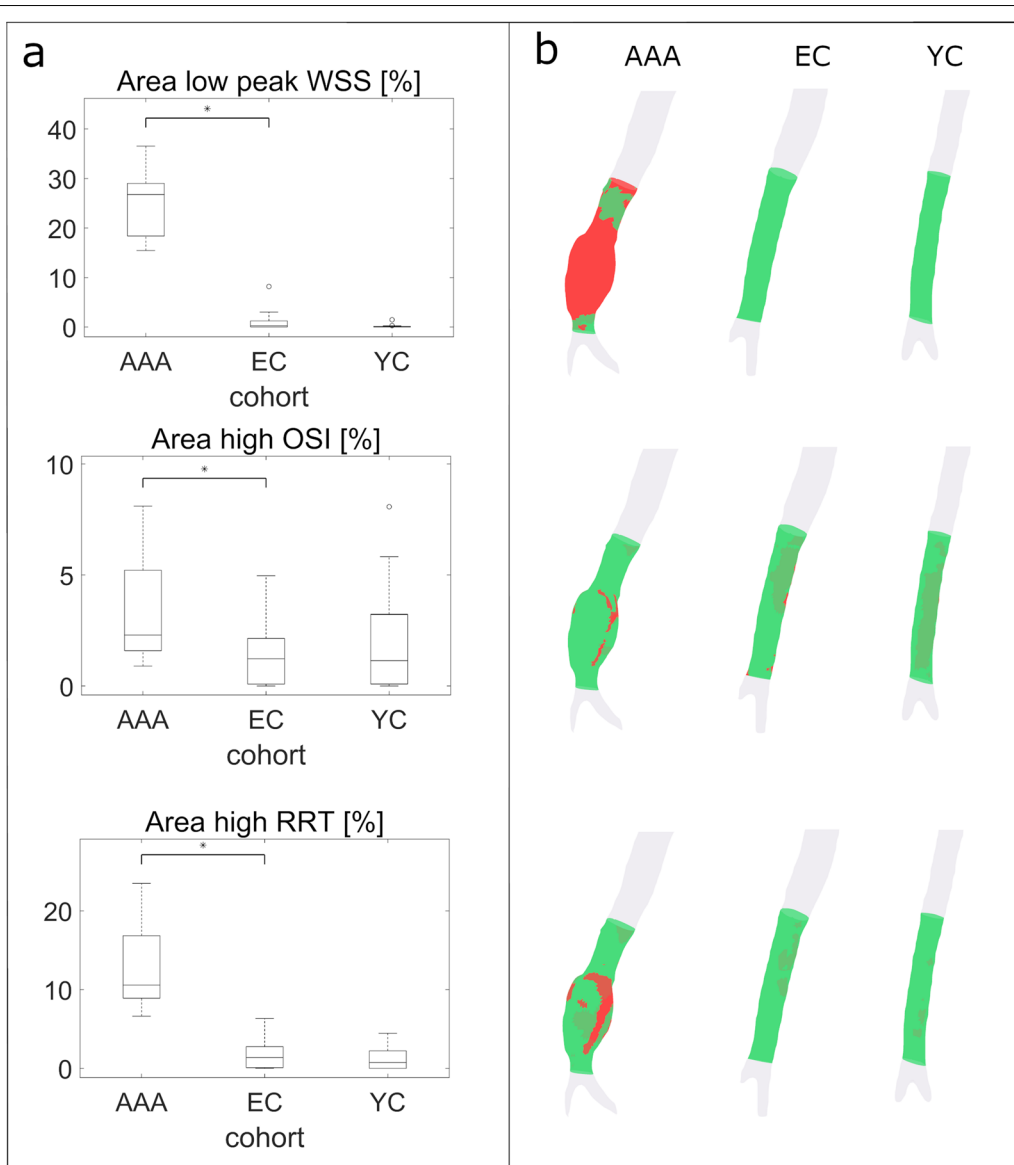 a
Area low peak WSS [%]
*
40
30
20
10
0
AAA EC YC
cohort
Area high OSI [%]
*
10
5
0
AAA EC YC
cohort
Area high RRT [%]
*
20
10
0
AAA EC YC
cohort
b
AAA EC YC